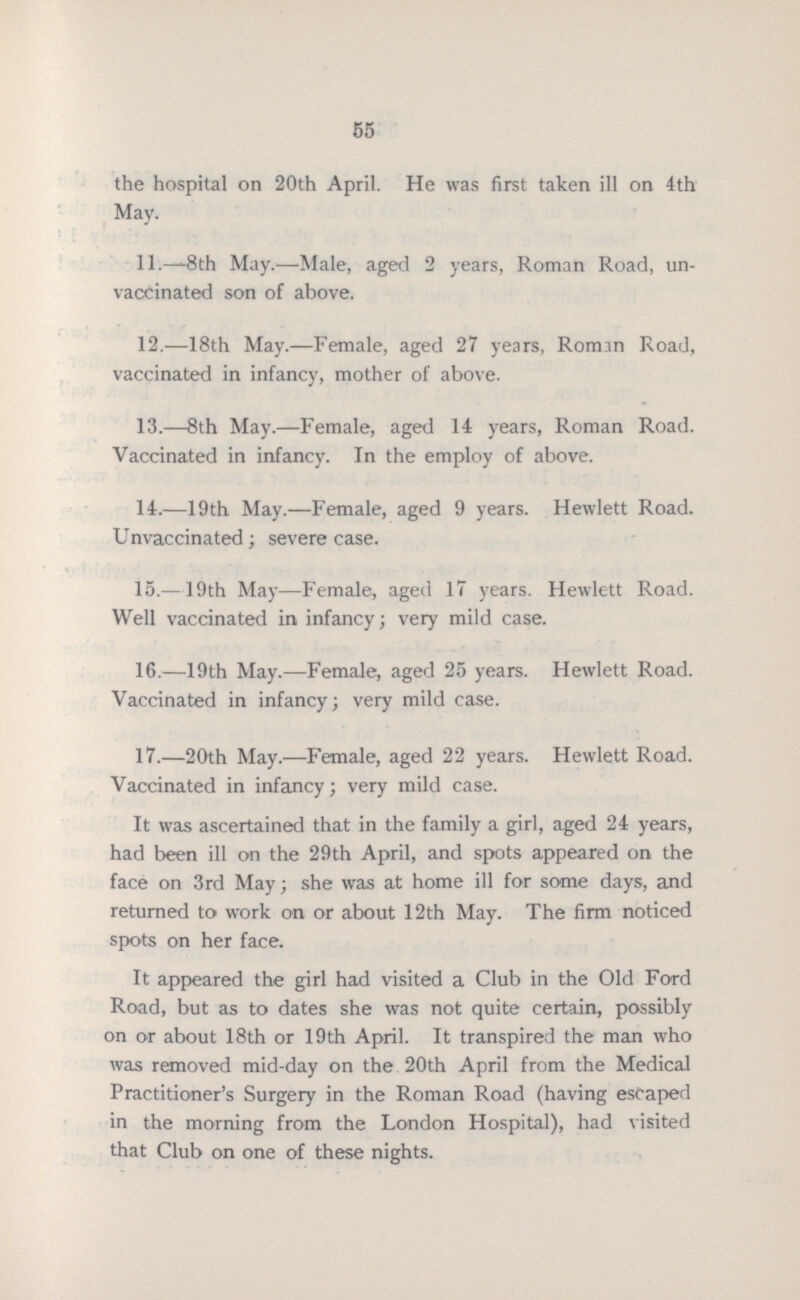 55
the hospital on 20th April. He was first taken ill on 4th
May.
11.—8th May.—Male, aged 2 years, Roman Road, un-
vaccinated son of above.
12.—18th May.—Female, aged 27 years, Roman Road,
vaccinated in infancy, mother of above.
13.—8th May.—Female, aged 14 years, Roman Road.
Vaccinated in infancy. In the employ of above.
14.—19th May.—Female, aged 9 years. Hewlett Road.
Unvaccinated; severe case.
15.—19th May—Female, aged 17 years. Hewlett Road.
Well vaccinated in infancy; very mild case.
16.—19th May.—Female, aged 25 years. Hewlett Road.
Vaccinated in infancy; very mild case.
17.—20th May.—Female, aged 22 years. Hewlett Road.
Vaccinated in infancy; very mild case.
It was ascertained that in the family a girl, aged 24 years,
had been ill on the 29th April, and spots appeared on the
face on 3rd May; she was at home ill for some days, and
returned to work on or about 12th May. The firm noticed
spots on her face.
It appeared the girl had visited a Club in the Old Ford
Road, but as to dates she was not quite certain, possibly
on or about 18th or 19th April. It transpired the man who
was removed mid-day on the 20th April from the Medical
Practitioner's Surgery in the Roman Road (having escaped
in the morning from the London Hospital), had visited
that Club on one of these nights.